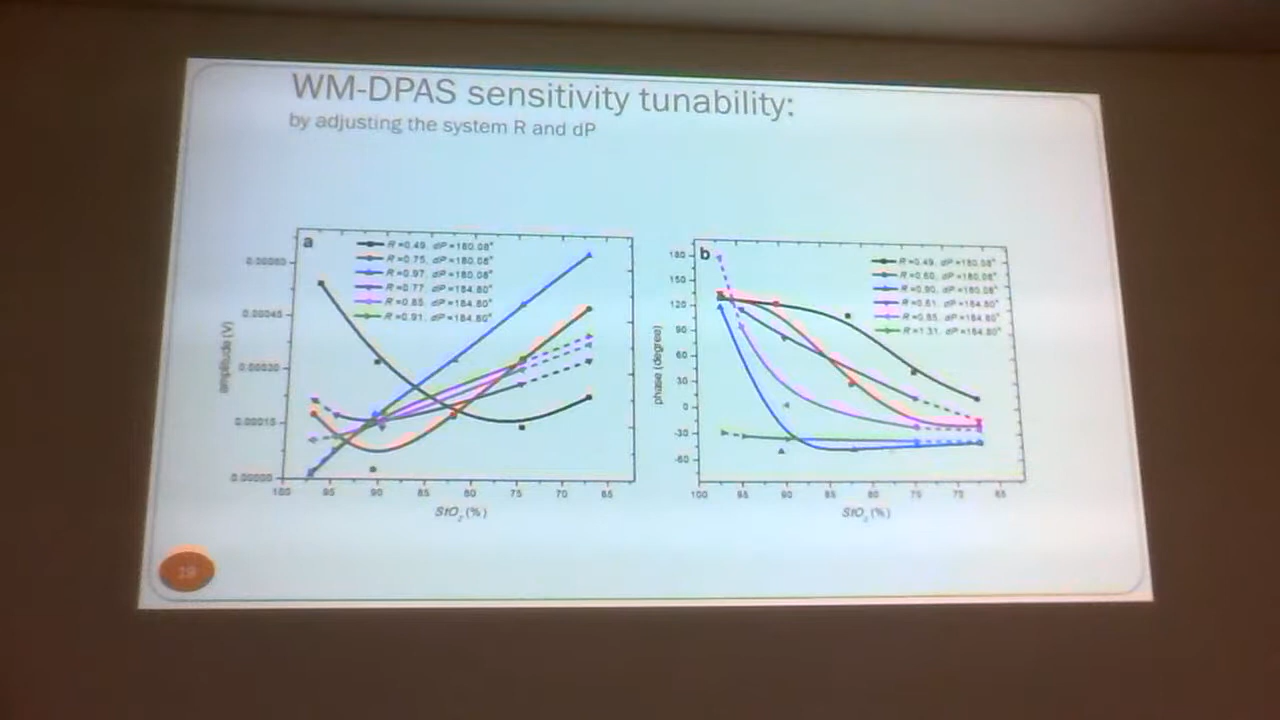 WM-DPAS sensitivity tunability:
by adjusting the system R and dP
a
R=0.49, dP=180.08°
R=0.75, dP=180.08°
R=0.97, dP=180.08°
R=0.77, dP=184.80°
R=0.85, dP=184.80°
R=0.91, dP=184.80°
0.00060
0.00045
0.00030
0.00015
0.00000
amplitude (V)
100 95 90 85 80 75 70 65
StO2 (%)
b
R=0.49, dP=180.08°
R=0.60, dP=180.08°
R=0.90, dP=180.08°
R=0.61, dP=184.80°
R=0.85, dP=184.80°
R=1.31, dP=184.80°
180
150
120
90
60
30
0
-30
-60
phase (degree)
100 95 90 85 80 75 70 65
StO2 (%)
19